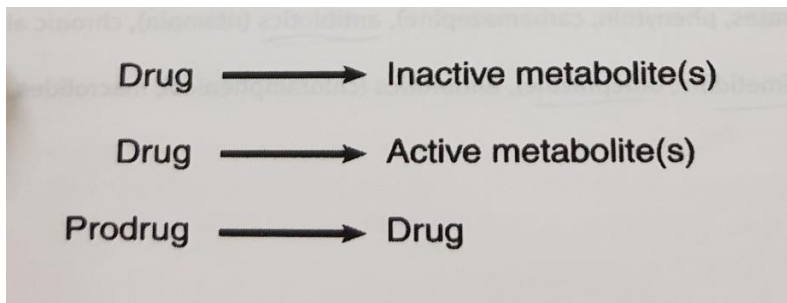 Drug → Inactive metabolite(s)
Drug → Active metabolite(s)
Prodrug → Drug